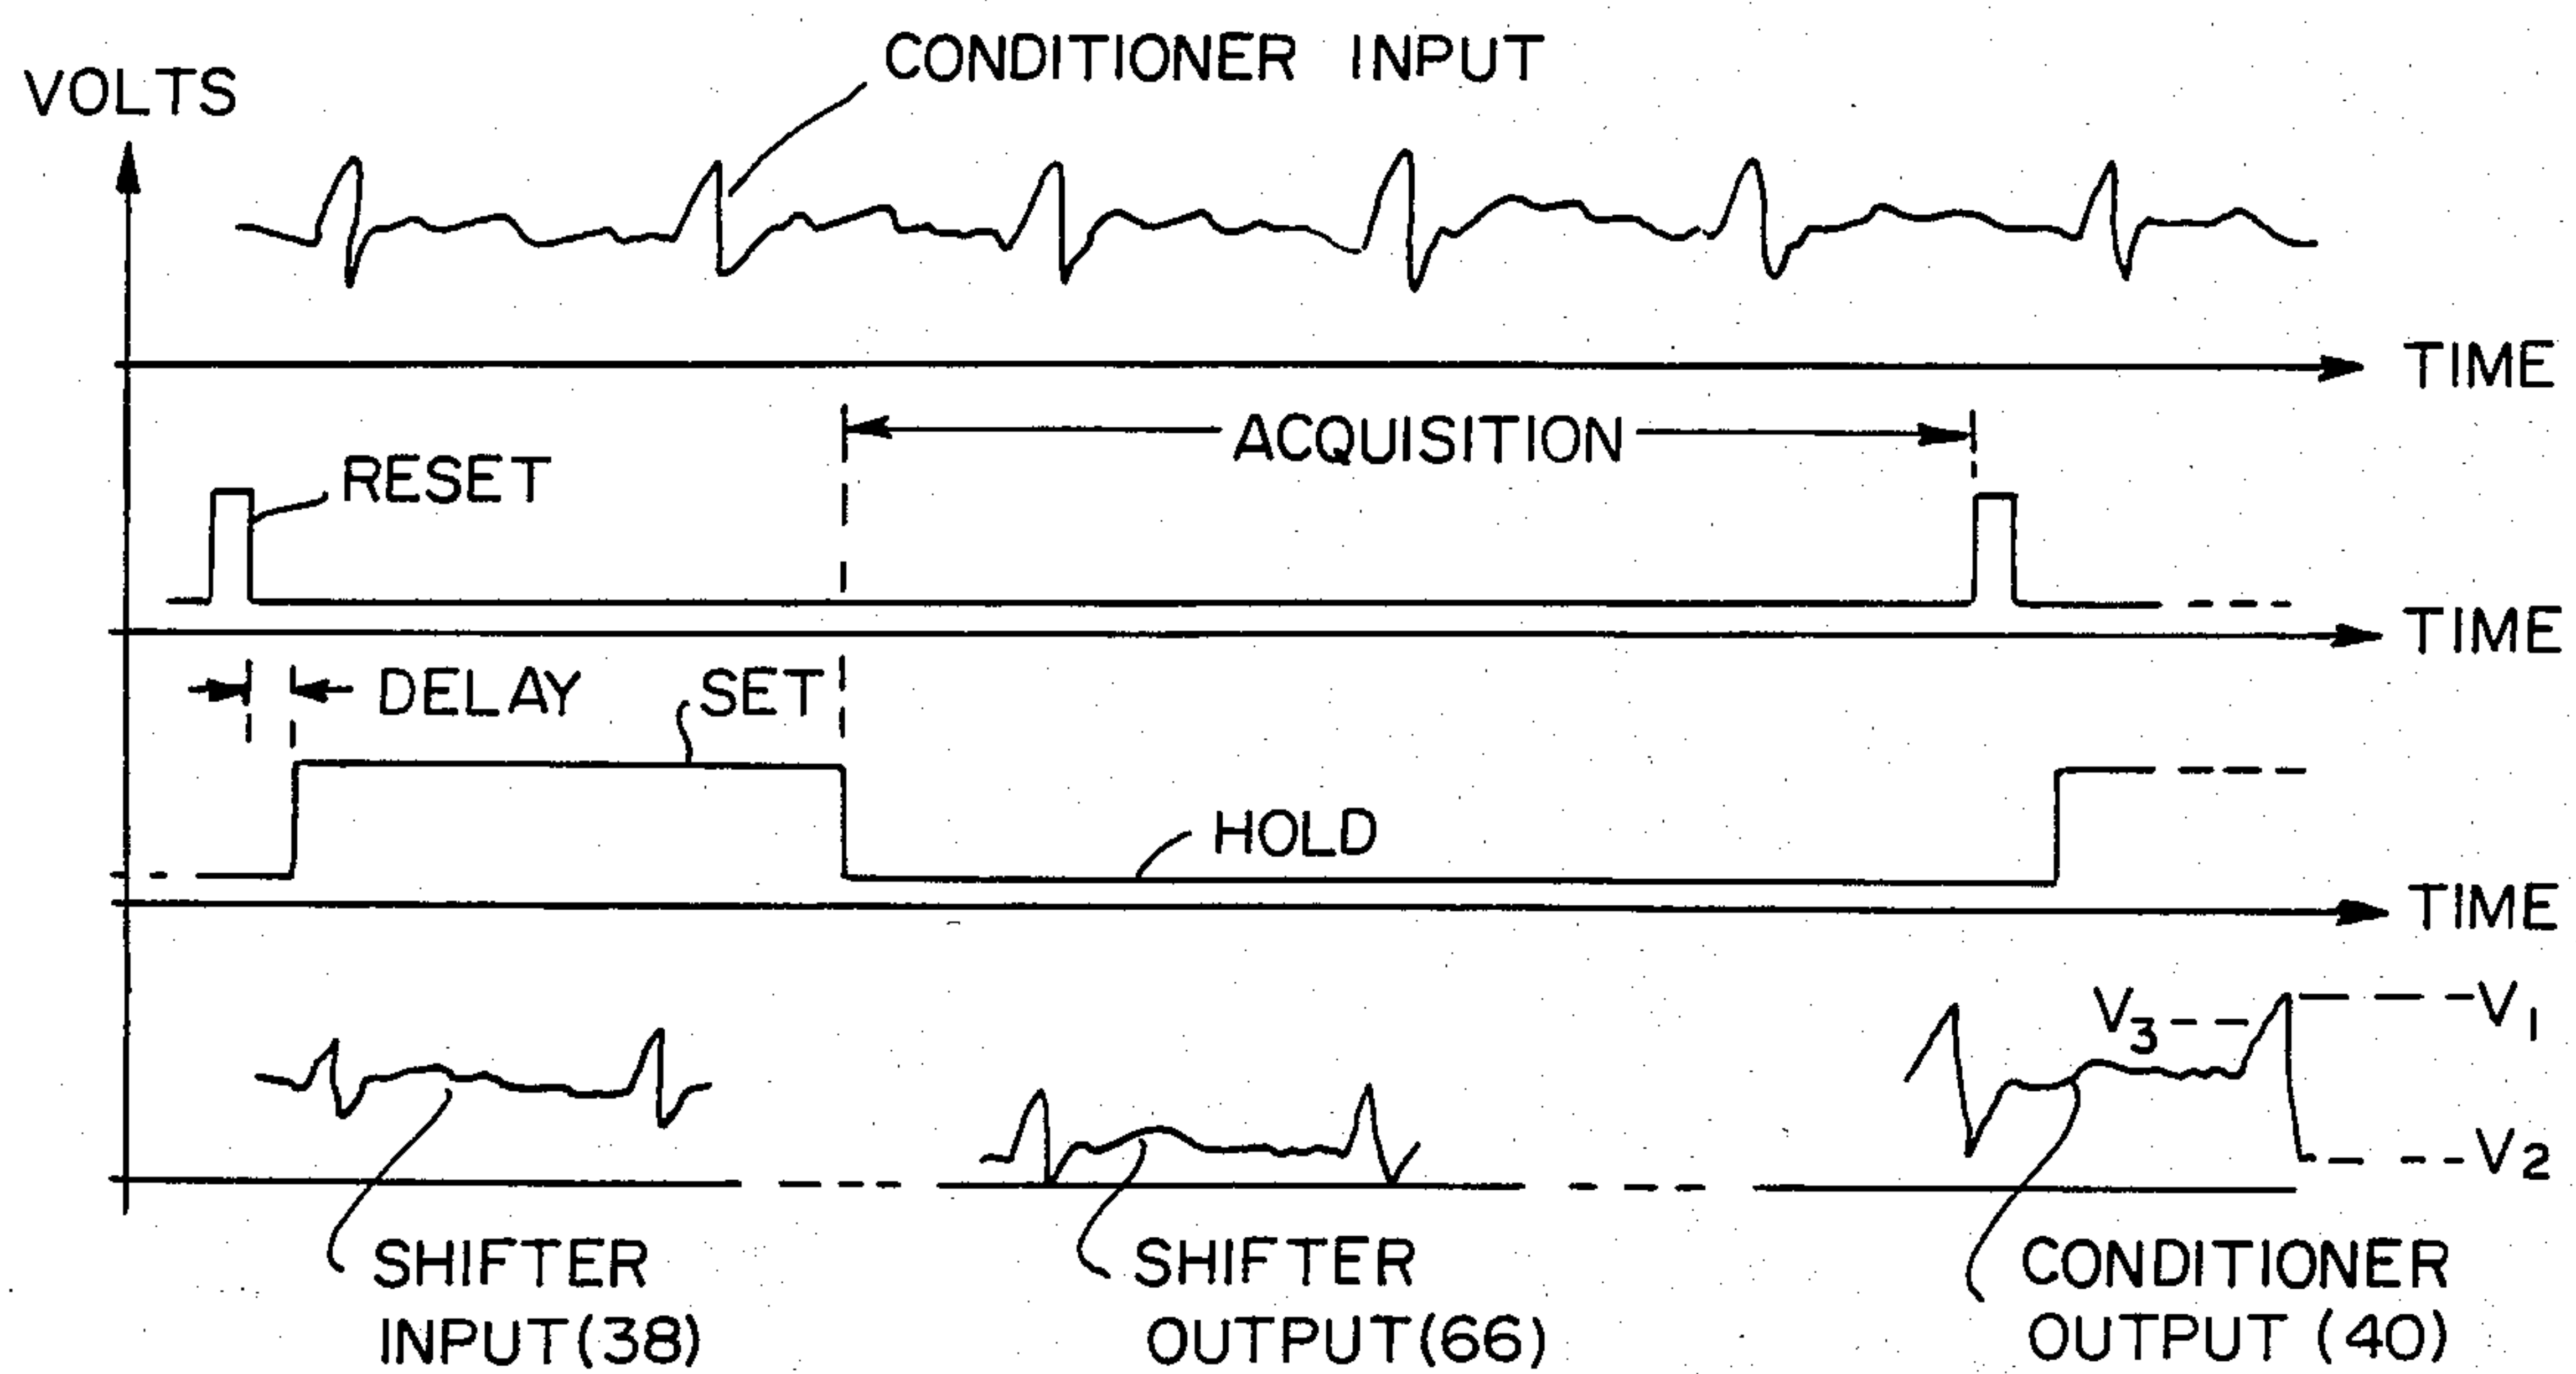 CONDITIONER INPUT
VOLTS
TIME
ACQUISITION
RESET
TIME
DELAY
SET
HOLD
TIME
V3
V1
V2
SHIFTER
INPUT(38)
SHIFTER
OUTPUT(66)
CONDITIONER
OUTPUT (40)